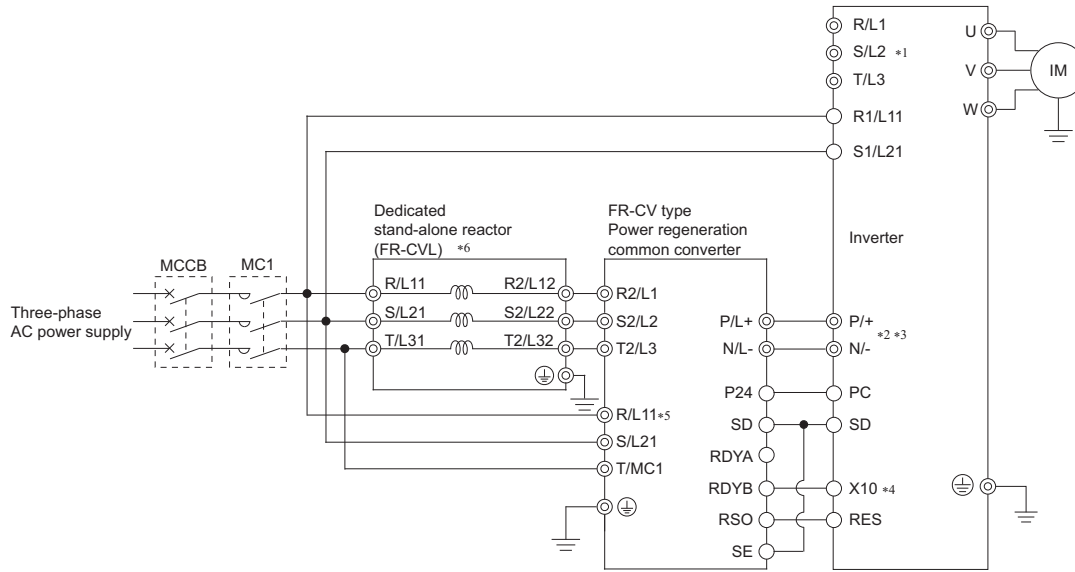 R/L1
S/L2 *1
T/L3
R1/L11
S1/L21
U
V
W
IM
Inverter
Dedicated
stand-alone reactor
(FR-CVL) *6
FR-CV type
Power regeneration
common converter
MCCB
MC1
Three-phase
AC power supply
R/L11
R2/L12
R2/L1
S/L21
S2/L22
S2/L2
T/L31
T2/L32
T2/L3
P/L+
P/+
N/L-
N/-
*2 *3
P24
PC
R/L11*5
SD
SD
S/L21
RDYA
T/MC1
RDYB
X10 *4
RSO
RES
SE